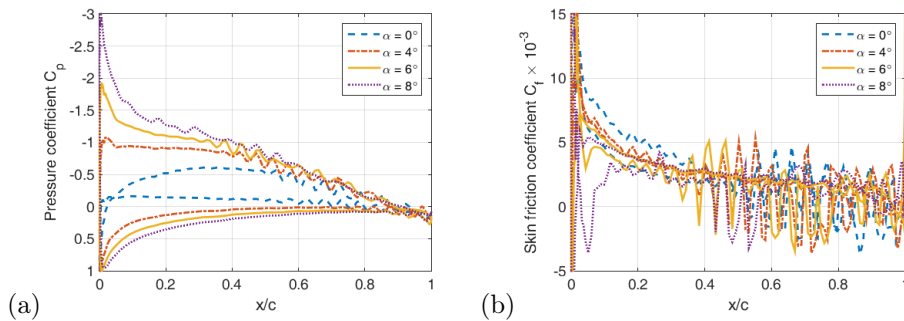 -3
-2.5
-2
-1.5
-1
-0.5
0
0.5
1
Pressure coefficient C_p
0 0.2 0.4 0.6 0.8 1
x/c
α = 0°
α = 4°
α = 6°
α = 8°
(a)
15
10
5
0
-5
Skin friction coefficient C_f × 10^-3
0 0.2 0.4 0.6 0.8 1
x/c
α = 0°
α = 4°
α = 6°
α = 8°
(b)